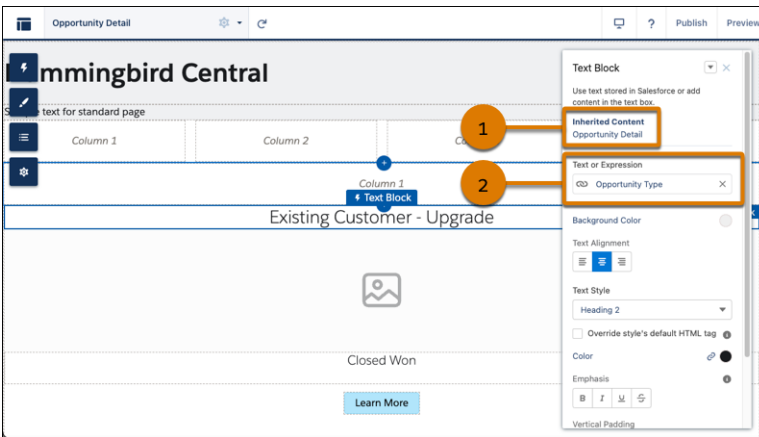 Opportunity Detail
?
Publish
Preview
mmingbird Central
text for standard page
Column 1
Column 2
Column 1
Text Block
Existing Customer - Upgrade
Closed Won
Learn More
Text Block
Use text stored in Salesforce or add
content in the text box.
1
Inherited Content
Opportunity Detail
2
Text or Expression
Opportunity Type
Background Color
Text Alignment
Text Style
Heading 2
Override style's default HTML tag
Color
Emphasis
B I U S
Vertical Padding